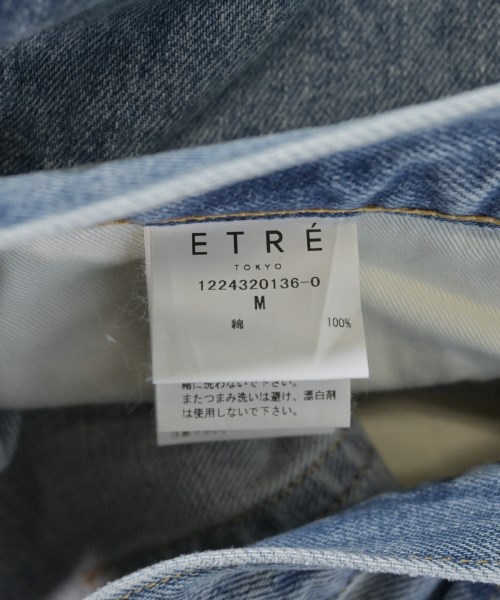 ETRÉ
TOKYO
1224320136-0
M
綿 100%
緒に洗わないで下さい。
またつまみ洗いは避け、漂白剤
は使用しないで下さい。